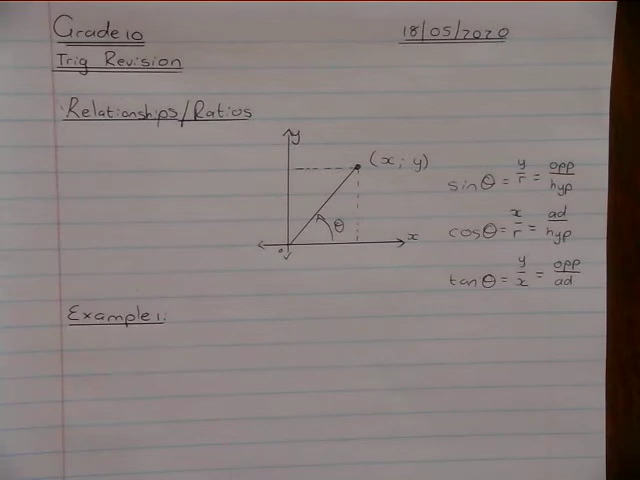 Grade 10 18/05/2020
Trig Revision
Relationships/Ratios
y
(x; y)
sin θ = y/r = opp/hyp
θ
cos θ = x/r = ad/hyp
x
tan θ = y/x = opp/ad
Example 1: